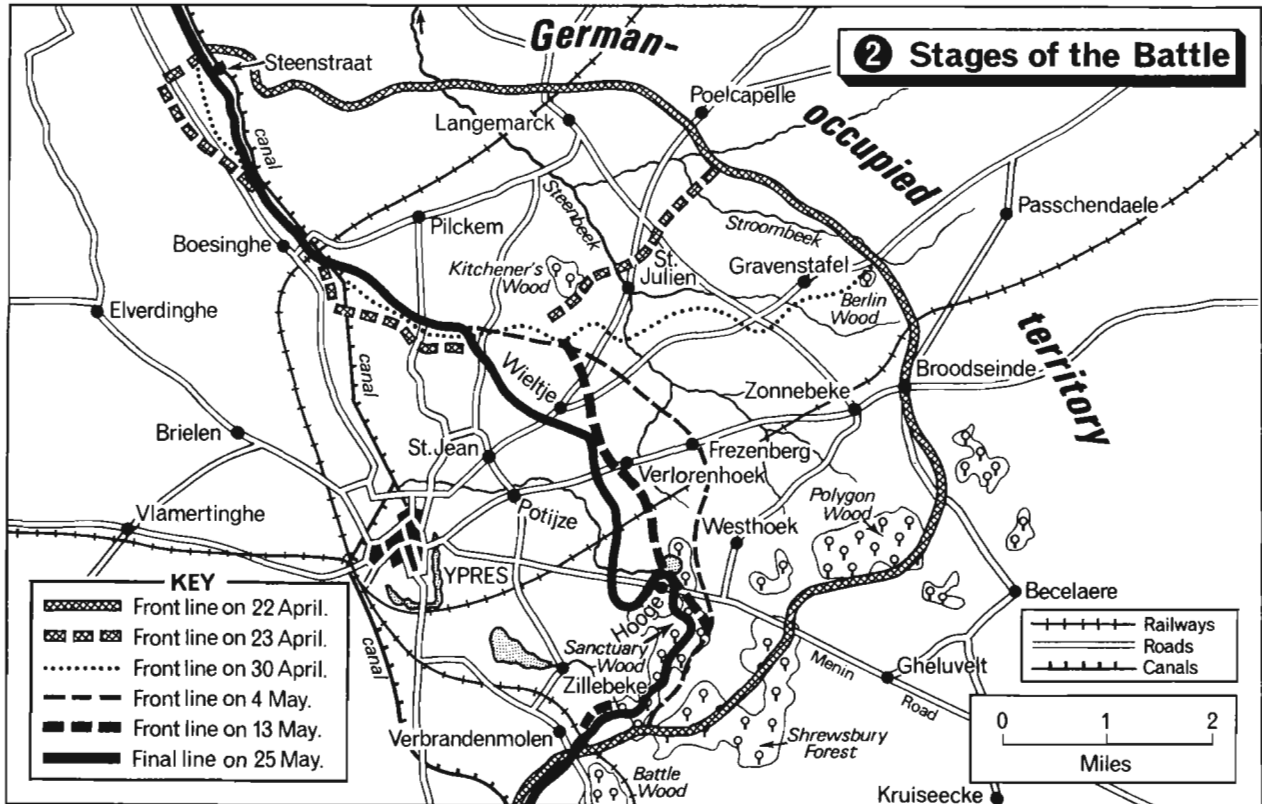 2 Stages of the Battle
German-
occupied
territory
Steenstraat
canal
Langemarck
Poelcapelle
Passchendaele
Steenbeek
Stroombeek
Pilckem
Boesinghe
Kitchener's
Wood
St.
Julien
Gravenstafel
Berlin
Wood
Elverdinghe
canal
Wieltje
Zonnebeke
Broodseinde
Brielen
St.Jean
Frezenberg
Verlorenhoek
Vlamertinghe
Potijze
Westhoek
Polygon
Wood
YPRES
Hooge
Becelaere
Sanctuary
Wood
Zillebeke
Menin
Road
Gheluvelt
canal
Verbrandenmolen
Shrewsbury
Forest
Battle
Wood
Kruiseecke
KEY
Front line on 22 April.
Front line on 23 April.
Front line on 30 April.
Front line on 4 May.
Front line on 13 May.
Final line on 25 May.
Railways
Roads
Canals
0 1 2
Miles